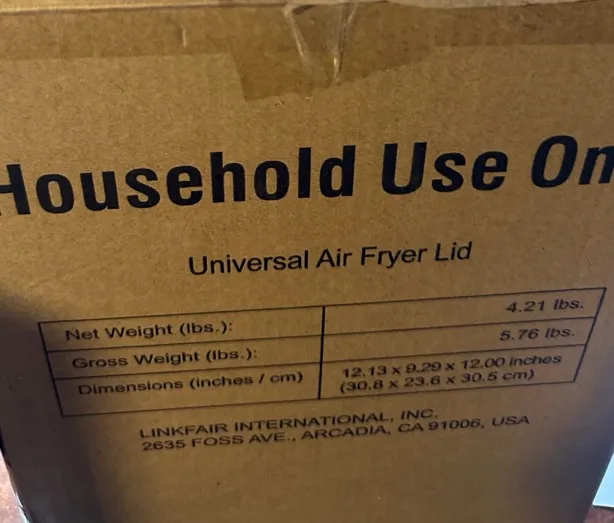 Household Use On
Universal Air Fryer Lid
Net Weight (lbs.): 4.21 lbs.
Gross Weight (lbs.): 5.76 lbs.
Dimensions (inches / cm) 12.13 x 9.29 x 12.00 inches
(30.8 x 23.6 x 30.5 cm)
LINKFAIR INTERNATIONAL, INC.
2635 FOSS AVE., ARCADIA, CA 91006, USA